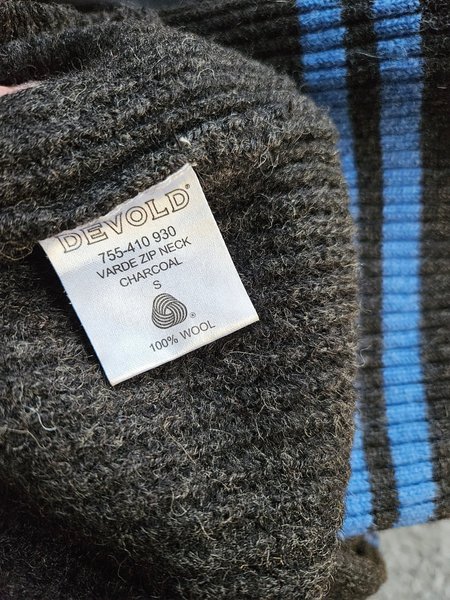 DEVOLD®
755-410 930
VARDE ZIP NECK
CHARCOAL
S
®
100% WOOL